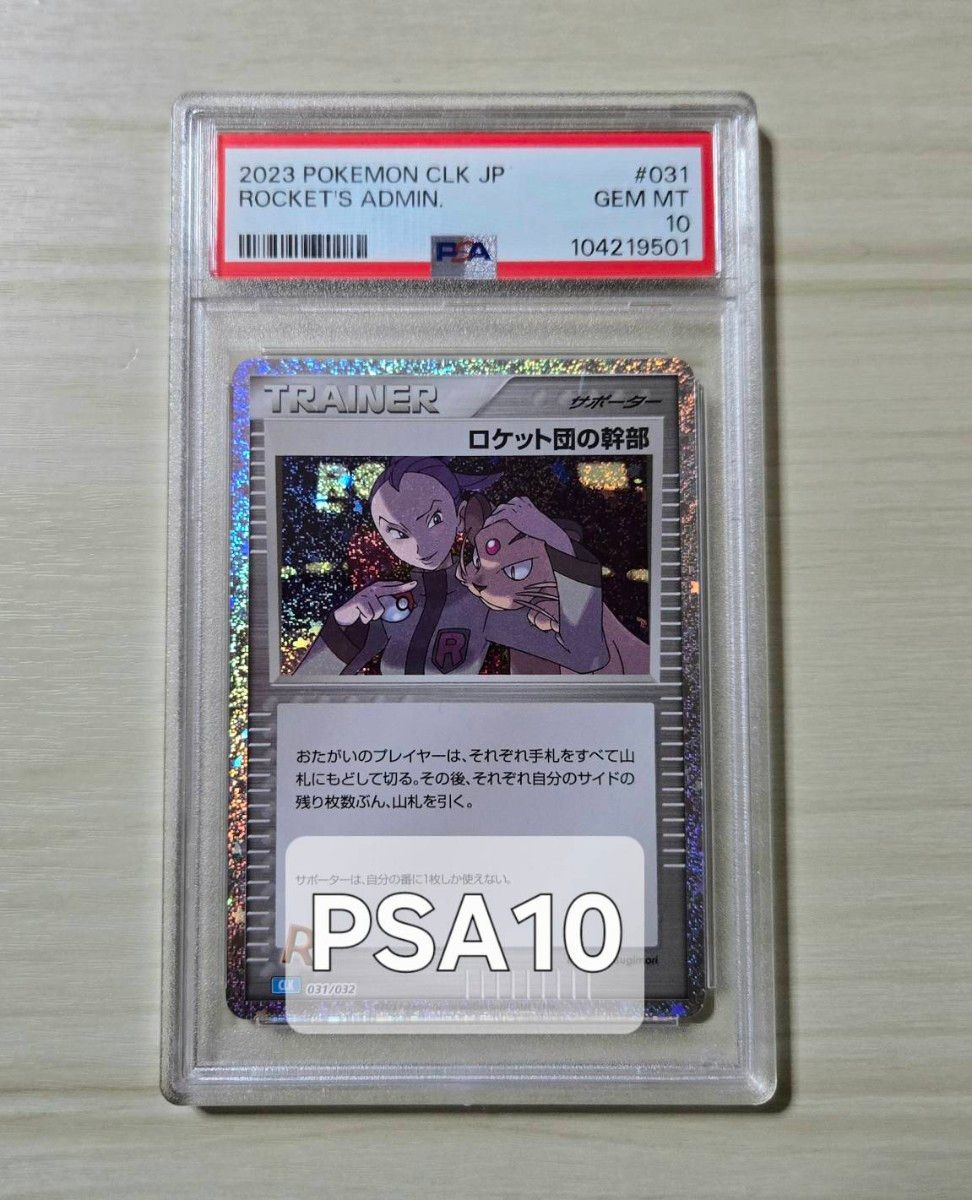 2023 POKEMON CLK JP #031
ROCKET'S ADMIN. GEM MT
10
PSA 104219501
TRAINER サポーター
ロケット団の幹部
R
おたがいのプレイヤーは、それぞれ手札をすべて山
札にもどして切る。その後、それぞれ自分のサイドの
残り枚数ぶん、山札を引く。
サポーターは、自分の番に1枚しか使えない。
R
PSA10
Sugimori
CLK 031/032